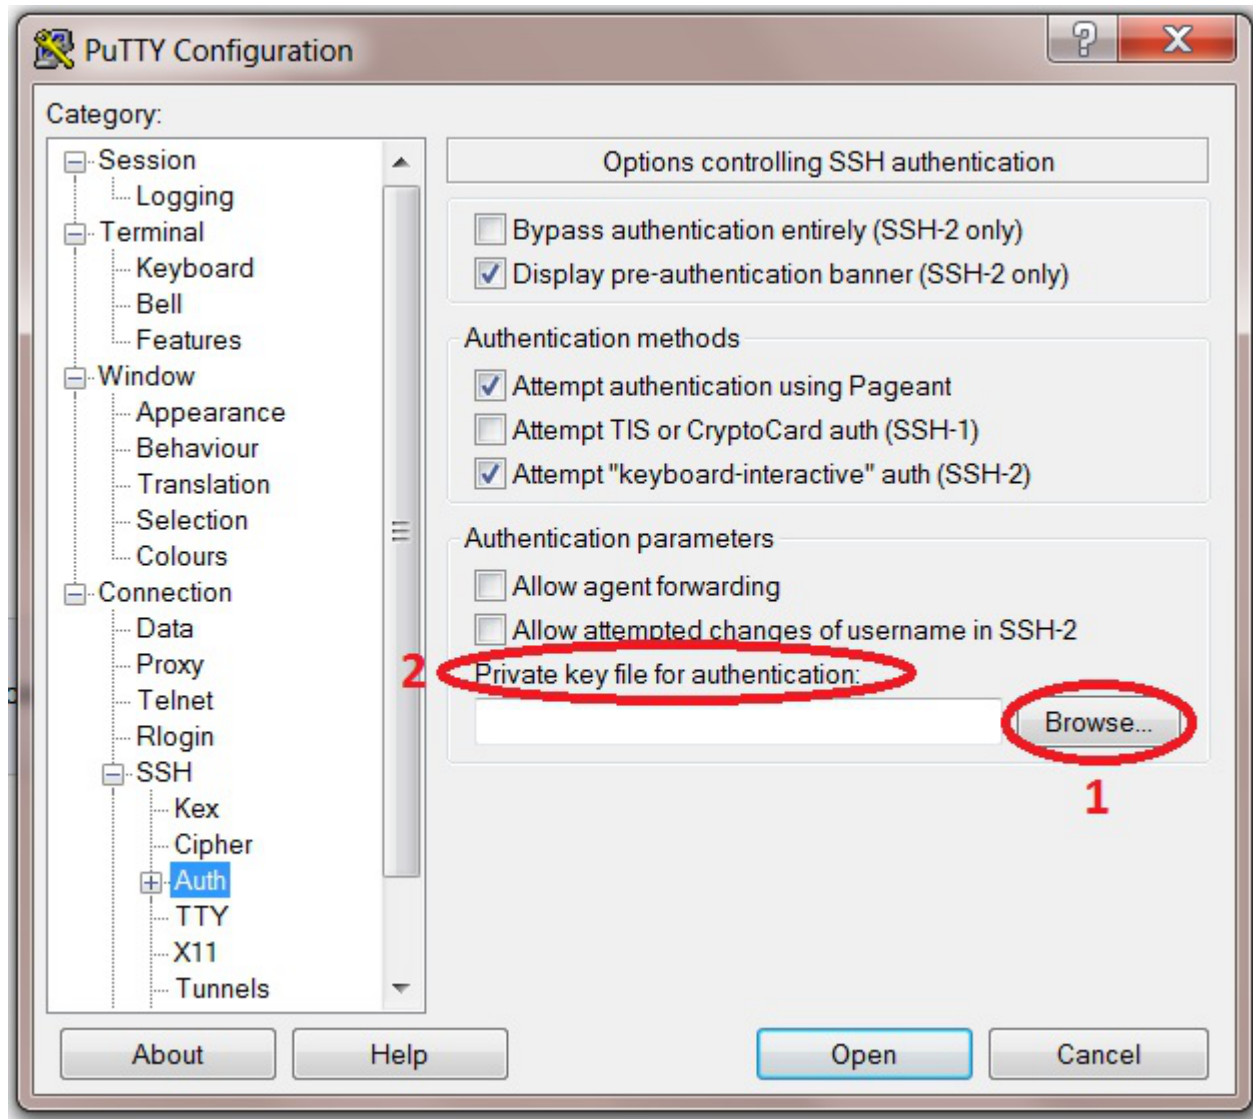 PuTTY Configuration
Category:
Session
Logging
Terminal
Keyboard
Bell
Features
Window
Appearance
Behaviour
Translation
Selection
Colours
Connection
Data
Proxy
Telnet
Rlogin
SSH
Kex
Cipher
Auth
TTY
X11
Tunnels
Options controlling SSH authentication
Bypass authentication entirely (SSH-2 only)
Display pre-authentication banner (SSH-2 only)
Authentication methods
Attempt authentication using Pageant
Attempt TIS or CryptoCard auth (SSH-1)
Attempt "keyboard-interactive" auth (SSH-2)
Authentication parameters
Allow agent forwarding
Allow attempted changes of username in SSH-2
2 Private key file for authentication:
Browse...
1
About
Help
Open
Cancel